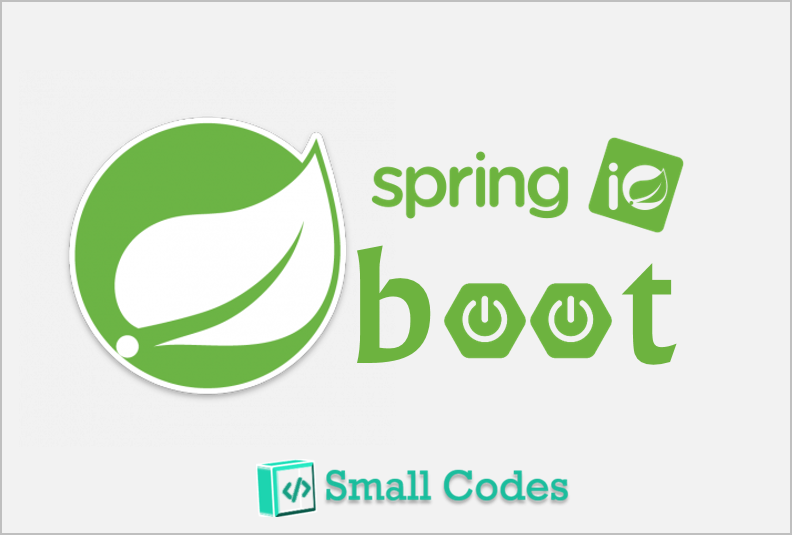 spring io
boot
</> Small Codes